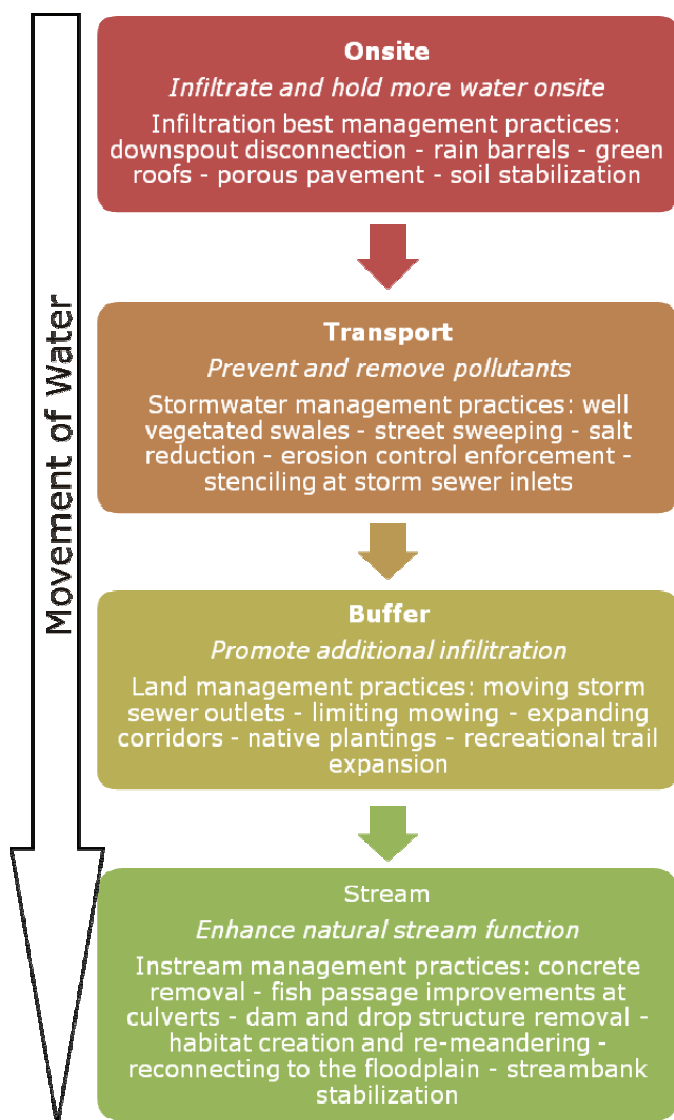 Movement of Water
Onsite
Infiltrate and hold more water onsite
Infiltration best management practices:
downspout disconnection - rain barrels - green
roofs - porous pavement - soil stabilization
Transport
Prevent and remove pollutants
Stormwater management practices: well
vegetated swales - street sweeping - salt
reduction - erosion control enforcement -
stenciling at storm sewer inlets
Buffer
Promote additional infilitration
Land management practices: moving storm
sewer outlets - limiting mowing - expanding
corridors - native plantings - recreational trail
expansion
Stream
Enhance natural stream function
Instream management practices: concrete
removal - fish passage improvements at
culverts - dam and drop structure removal -
habitat creation and re-meandering -
reconnecting to the floodplain - streambank
stabilization